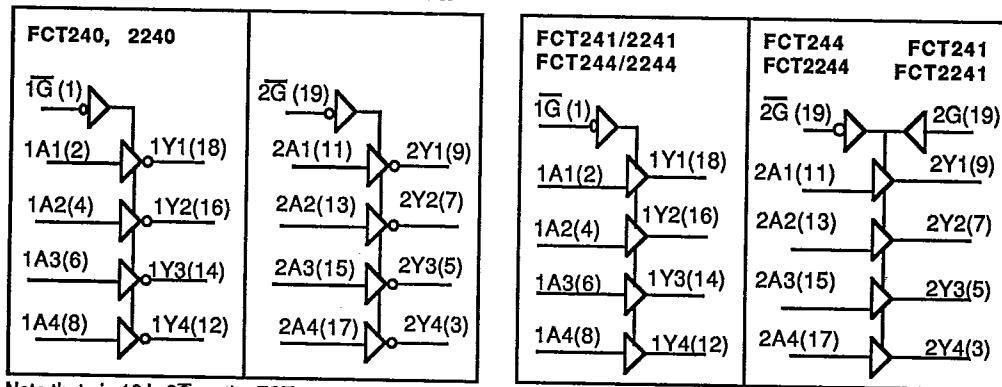 FCT240, 2240
1G̅ (1)
1A1(2) 1Y1(18)
1A2(4) 1Y2(16)
1A3(6) 1Y3(14)
1A4(8) 1Y4(12)
2G̅ (19)
2A1(11) 2Y1(9)
2A2(13) 2Y2(7)
2A3(15) 2Y3(5)
2A4(17) 2Y4(3)
FCT241/2241
FCT244/2244
1G̅ (1)
1A1(2) 1Y1(18)
1A2(4) 1Y2(16)
1A3(6) 1Y3(14)
1A4(8) 1Y4(12)
FCT244 FCT241
FCT2244 FCT2241
2G̅ (19) 2G(19)
2A1(11) 2Y1(9)
2A2(13) 2Y2(7)
2A3(15) 2Y3(5)
2A4(17) 2Y4(3)